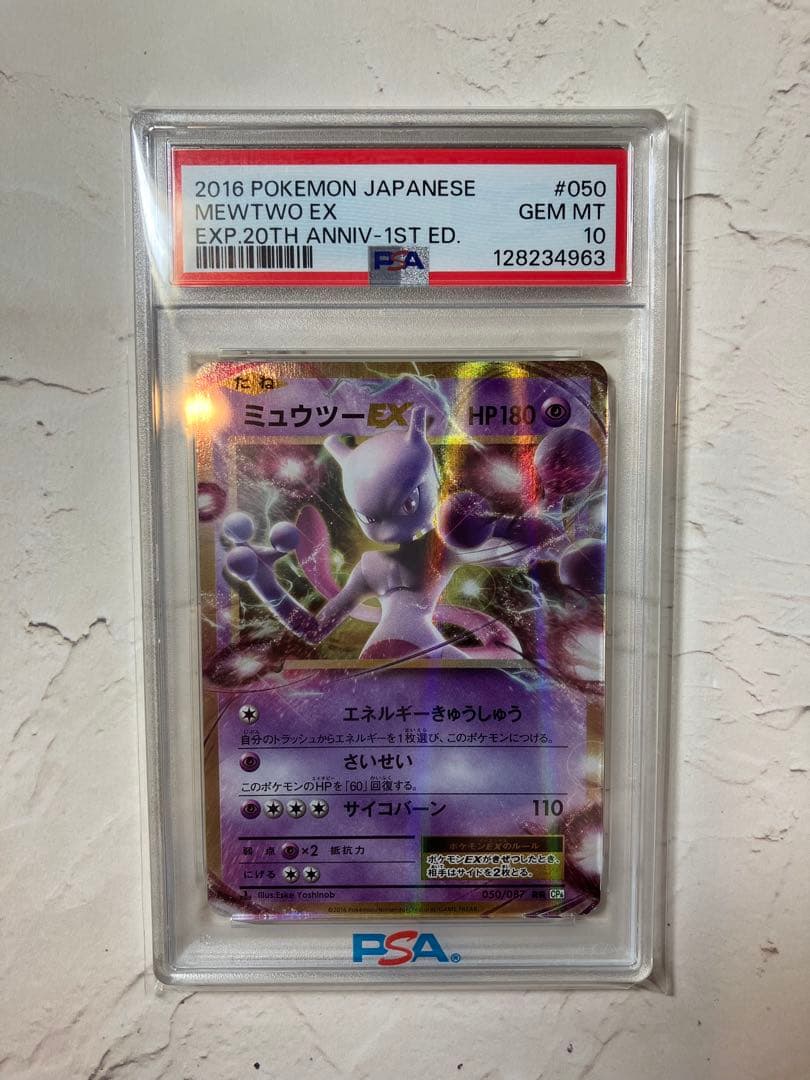 2016 POKEMON JAPANESE #050
MEWTWO EX GEM MT
EXP.20TH ANNIV-1ST ED. 10
PSA 128234963
たね
ミュウツーEX HP180
エネルギーきゅうしゅう
自分のトラッシュからエネルギーを1枚選び、このポケモンにつける。
さいせい
このポケモンのHPを「60」回復する。
サイコバーン 110
弱点 ×2 抵抗力
ポケモンEXのルール
ポケモンEXがきぜつしたとき、
相手はサイドを2枚とる。
にげる
Illus.Eske Yoshinob
050/087 RR CP6
PSA